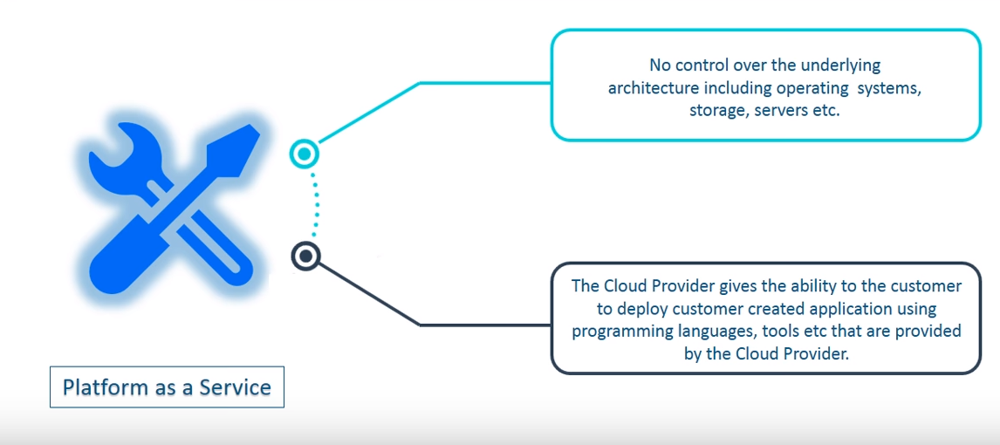 No control over the underlying
architecture including operating systems,
storage, servers etc.
The Cloud Provider gives the ability to the customer
to deploy customer created application using
programming languages, tools etc that are provided
by the Cloud Provider.
Platform as a Service